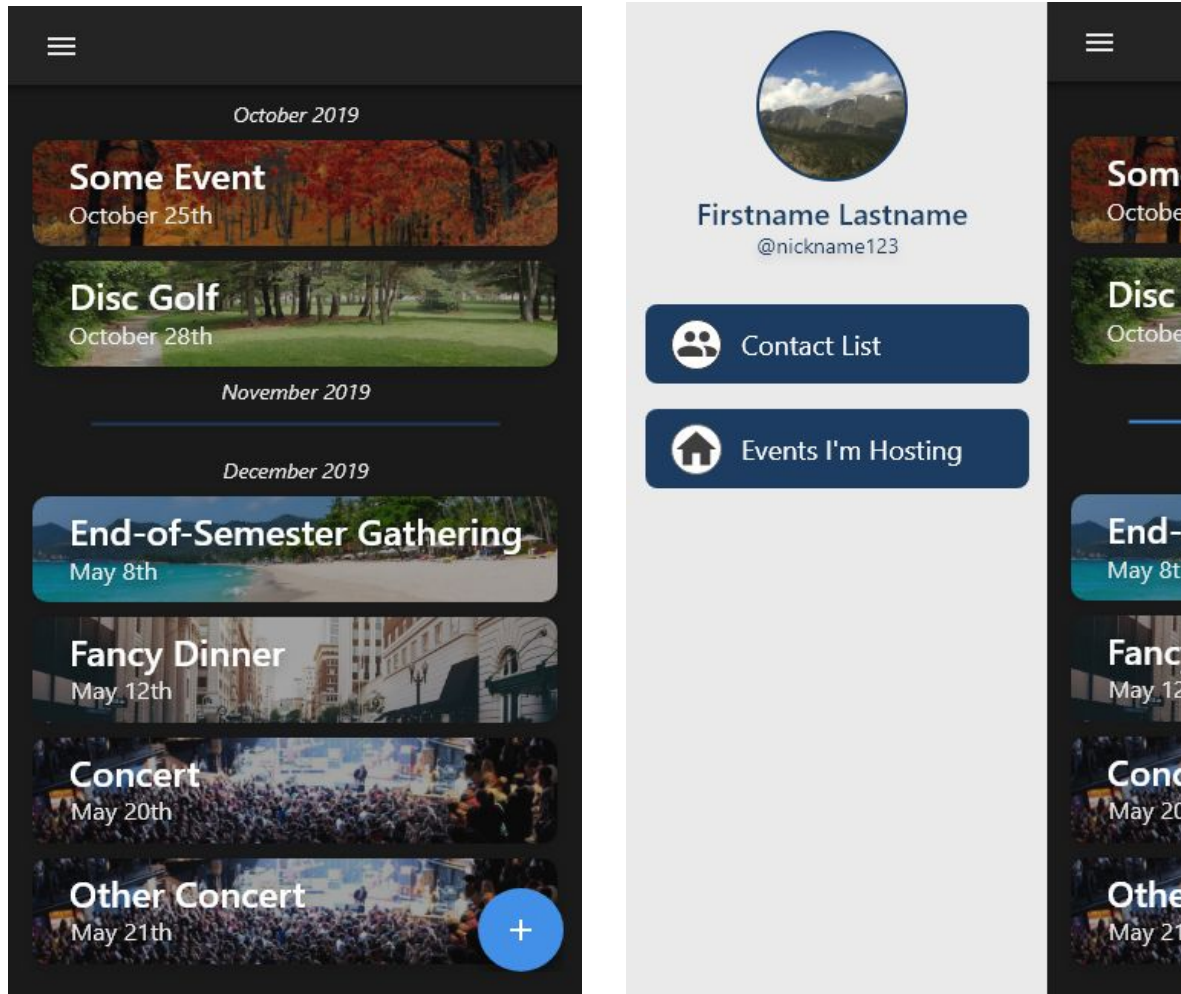 October 2019
Some Event
October 25th
Disc Golf
October 28th
November 2019
December 2019
End-of-Semester Gathering
May 8th
Fancy Dinner
May 12th
Concert
May 20th
Other Concert
May 21th
+
Firstname Lastname
@nickname123
Contact List
Events I'm Hosting
Som
Octobe
Disc
Octobe
End-
May 8t
Fanc
May 12
Conc
May 20
Othe
May 21